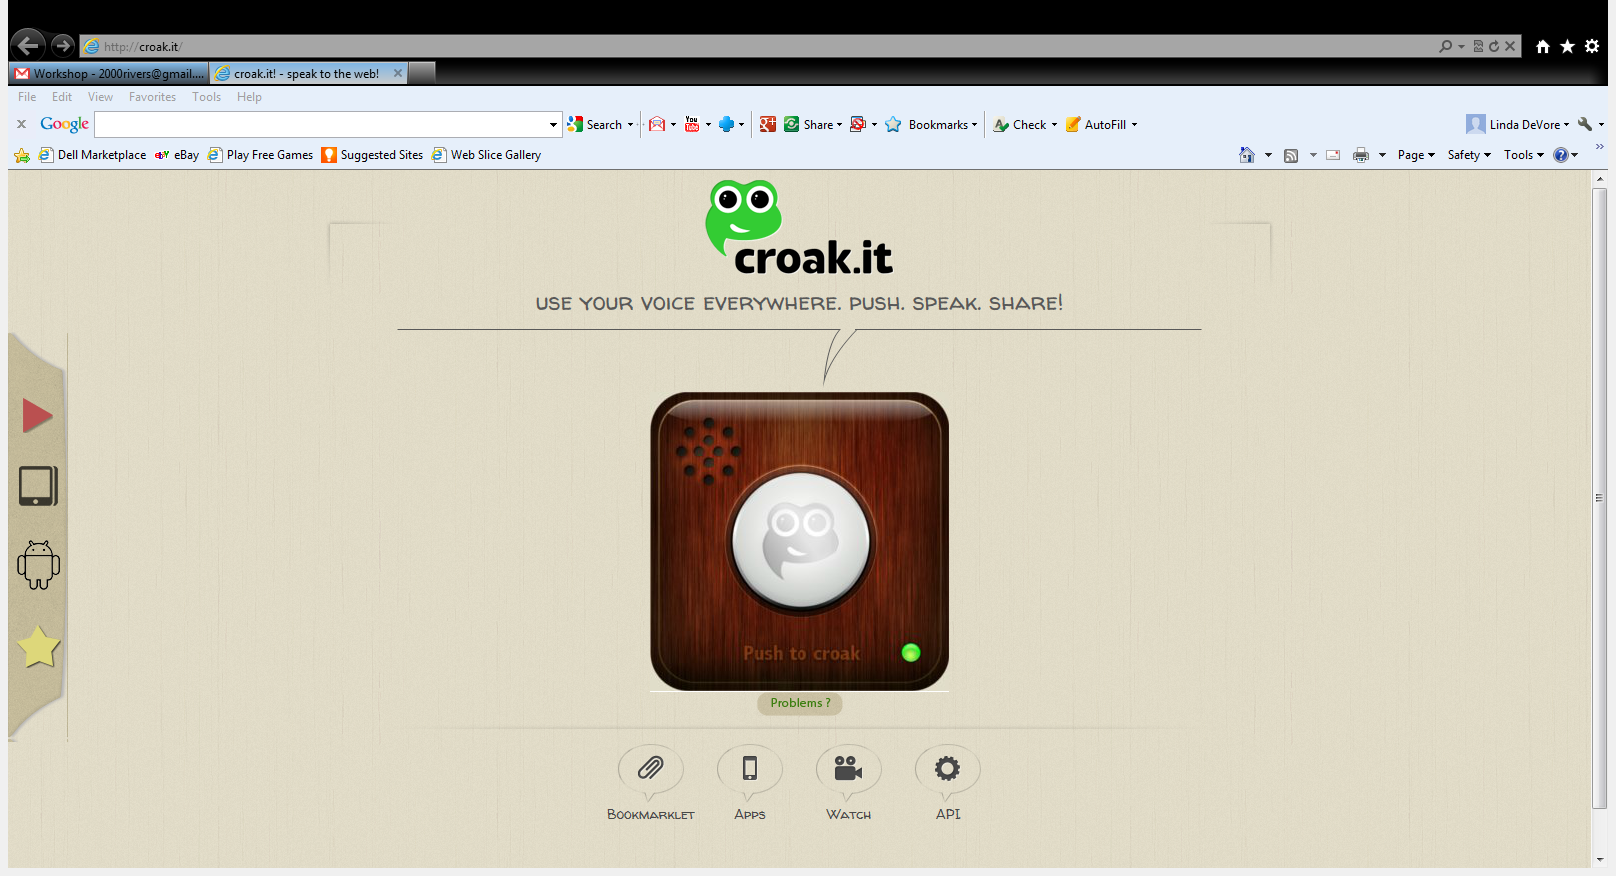 http://croak.it/
Workshop - 2000rivers@gmail.... croak.it! - speak to the web!
File Edit View Favorites Tools Help
x Google Search Share Bookmarks Check AutoFill Linda DeVore
Dell Marketplace eBay Play Free Games Suggested Sites Web Slice Gallery Page Safety Tools
croak.it
USE YOUR VOICE EVERYWHERE. PUSH. SPEAK. SHARE!
Push to croak
Problems ?
Bookmarklet Apps Watch API